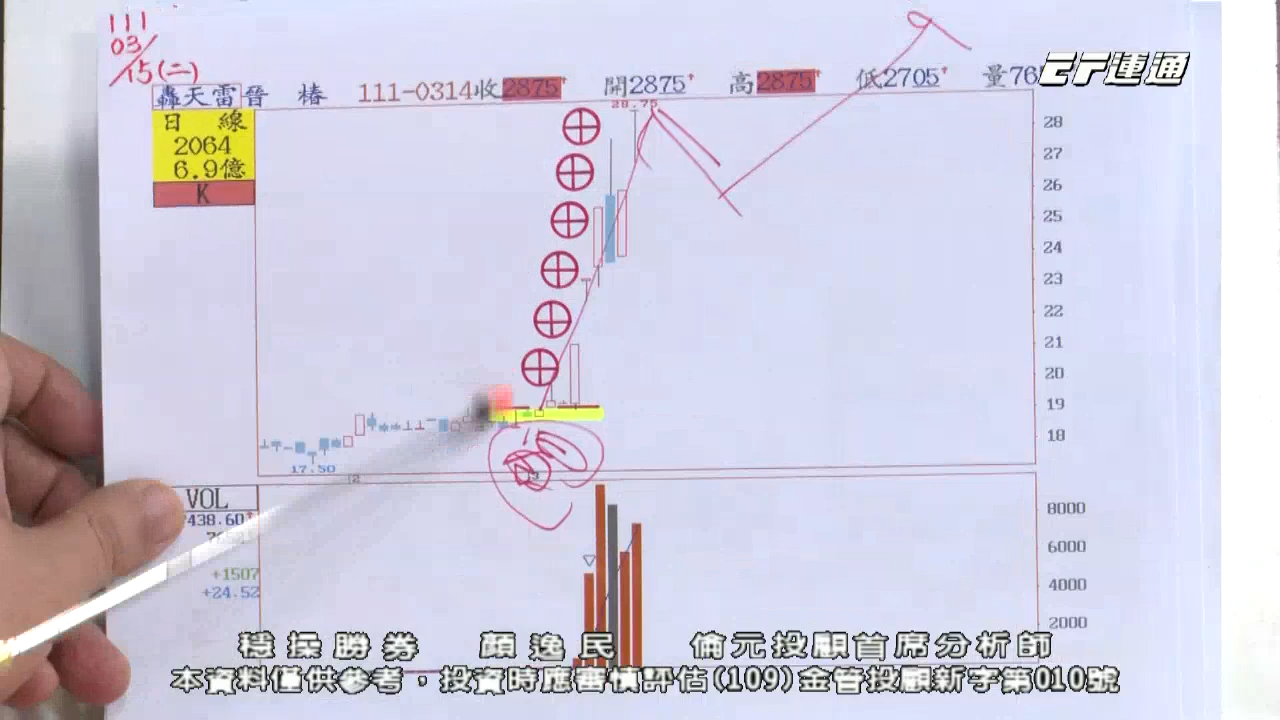 111
03/
15(二)
轟天雷晉 椿 111-0314收2875↑ 開2875↑ 高2875↑ 低2705↑ 量765
EF運通
日 線
2064
6.9億
K
28.75
28
27
26
25
24
23
22
21
20
19
18
17.50
VOL
438.60↑
+1507
+24.52
8000
6000
4000
2000
穩操勝券 顏逸民 倫元投顧首席分析師
本資料僅供參考，投資時應審慎評估(109)金管投顧新字第010號